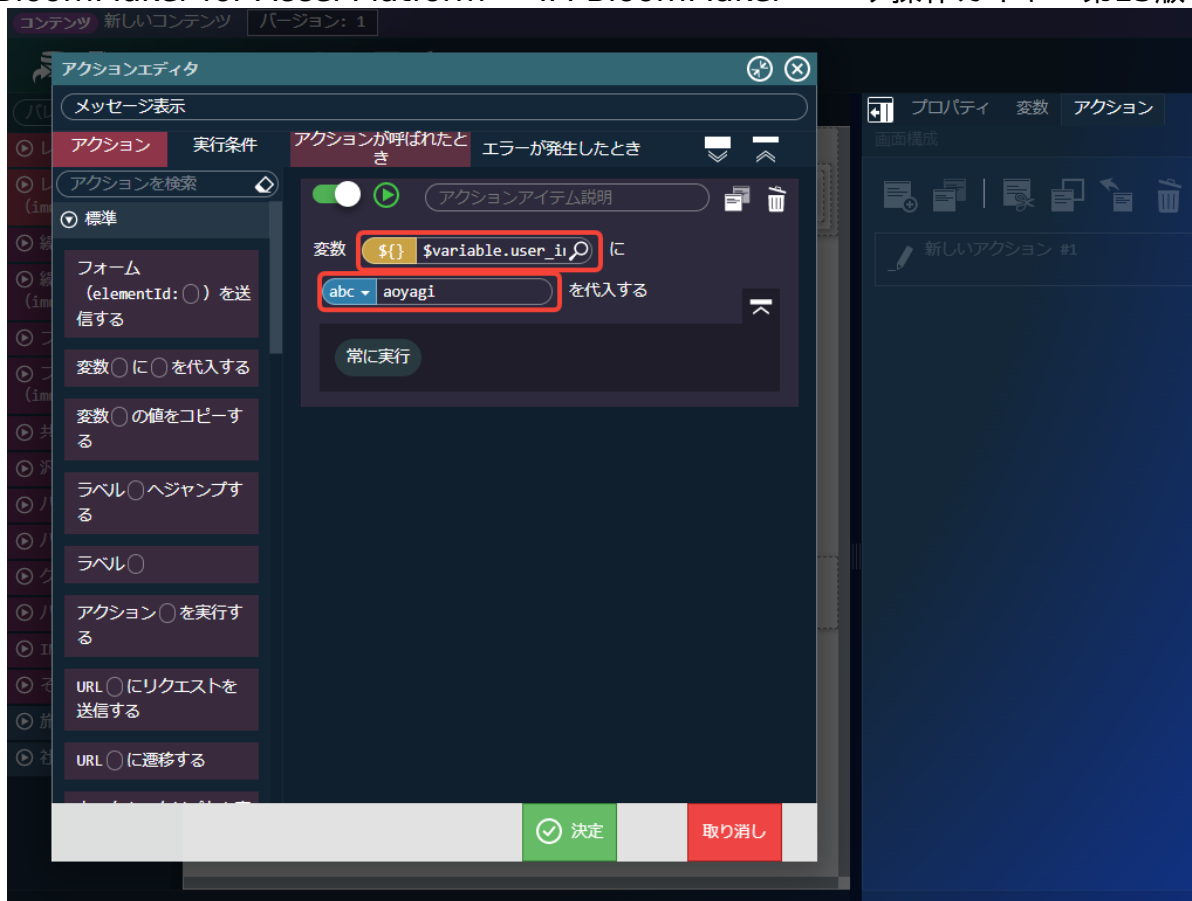 コンテンツ 新しいコンテンツ バージョン: 1
アクションエディタ
メッセージ表示
アクション 実行条件
アクションが呼ばれたとき
エラーが発生したとき
プロパティ 変数 アクション
画面構成
アクションを検索
標準
アクションアイテム説明
フォーム
（elementId: ）を送
信する
変数 ${} $variable.user_i に
abc aoyagi を代入する
常に実行
新しいアクション #1
変数 に を代入する
変数 の値をコピーす
る
ラベル へジャンプす
る
ラベル
アクション を実行す
る
URL にリクエストを
送信する
URL に遷移する
決定
取り消し